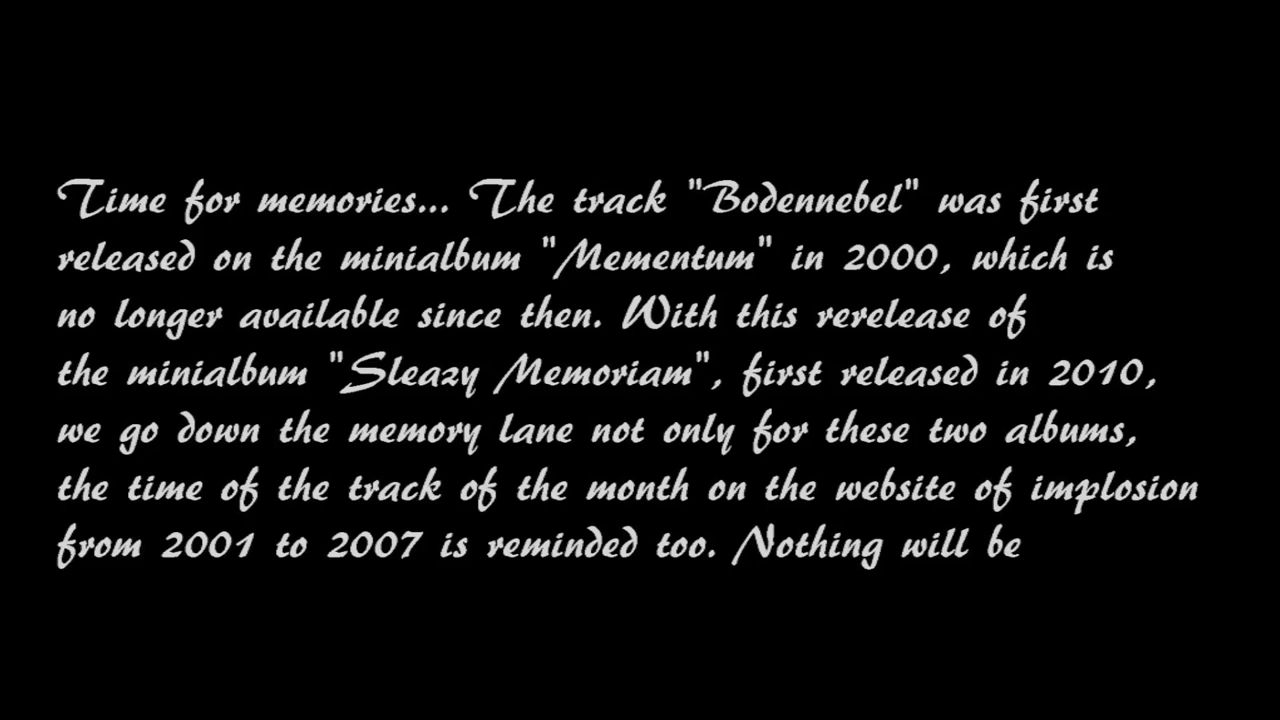 Time for memories... The track "Bodennebel" was first
released on the minialbum "Mementum" in 2000, which is
no longer available since then. With this rerelease of
the minialbum "Sleazy Memoriam", first released in 2010,
we go down the memory lane not only for these two albums,
the time of the track of the month on the website of implosion
from 2001 to 2007 is reminded too. Nothing will be